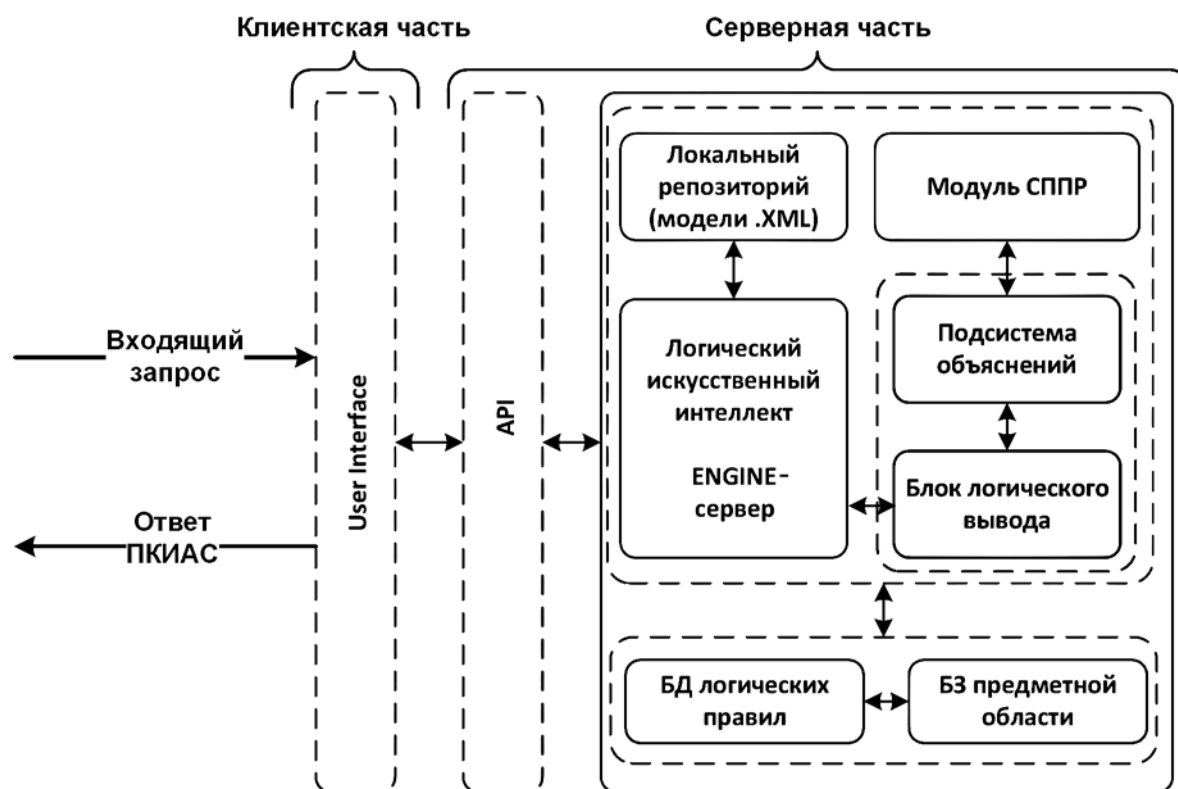 Клиентская часть
Серверная часть
Входящий
запрос
Ответ
ПКИАС
User Interface
API
Локальный
репозиторий
(модели .XML)
Модуль СППР
Логический
искусственный
интеллект
ENGINE-
сервер
Подсистема
объяснений
Блок логического
вывода
БД логических
правил
БЗ предметной
области